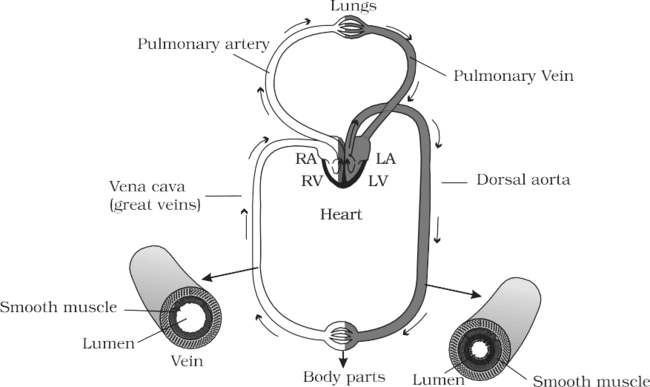 Lungs
Pulmonary artery
Pulmonary Vein
RA
LA
RV
LV
Vena cava
(great veins)
Dorsal aorta
Heart
Smooth muscle
Lumen
Vein
Body parts
Lumen
Smooth muscle